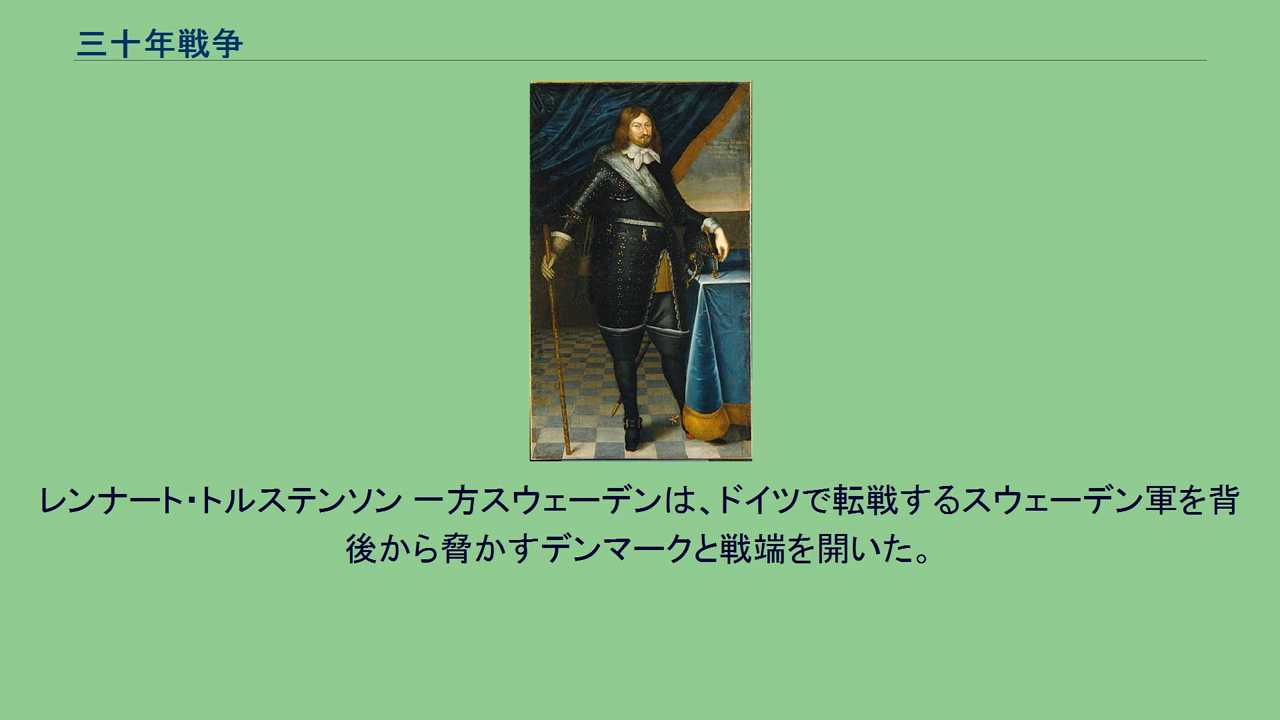 三十年戦争
レンナート・トルステンソン 一方スウェーデンは、ドイツで転戦するスウェーデン軍を背
後から脅かすデンマークと戦端を開いた。